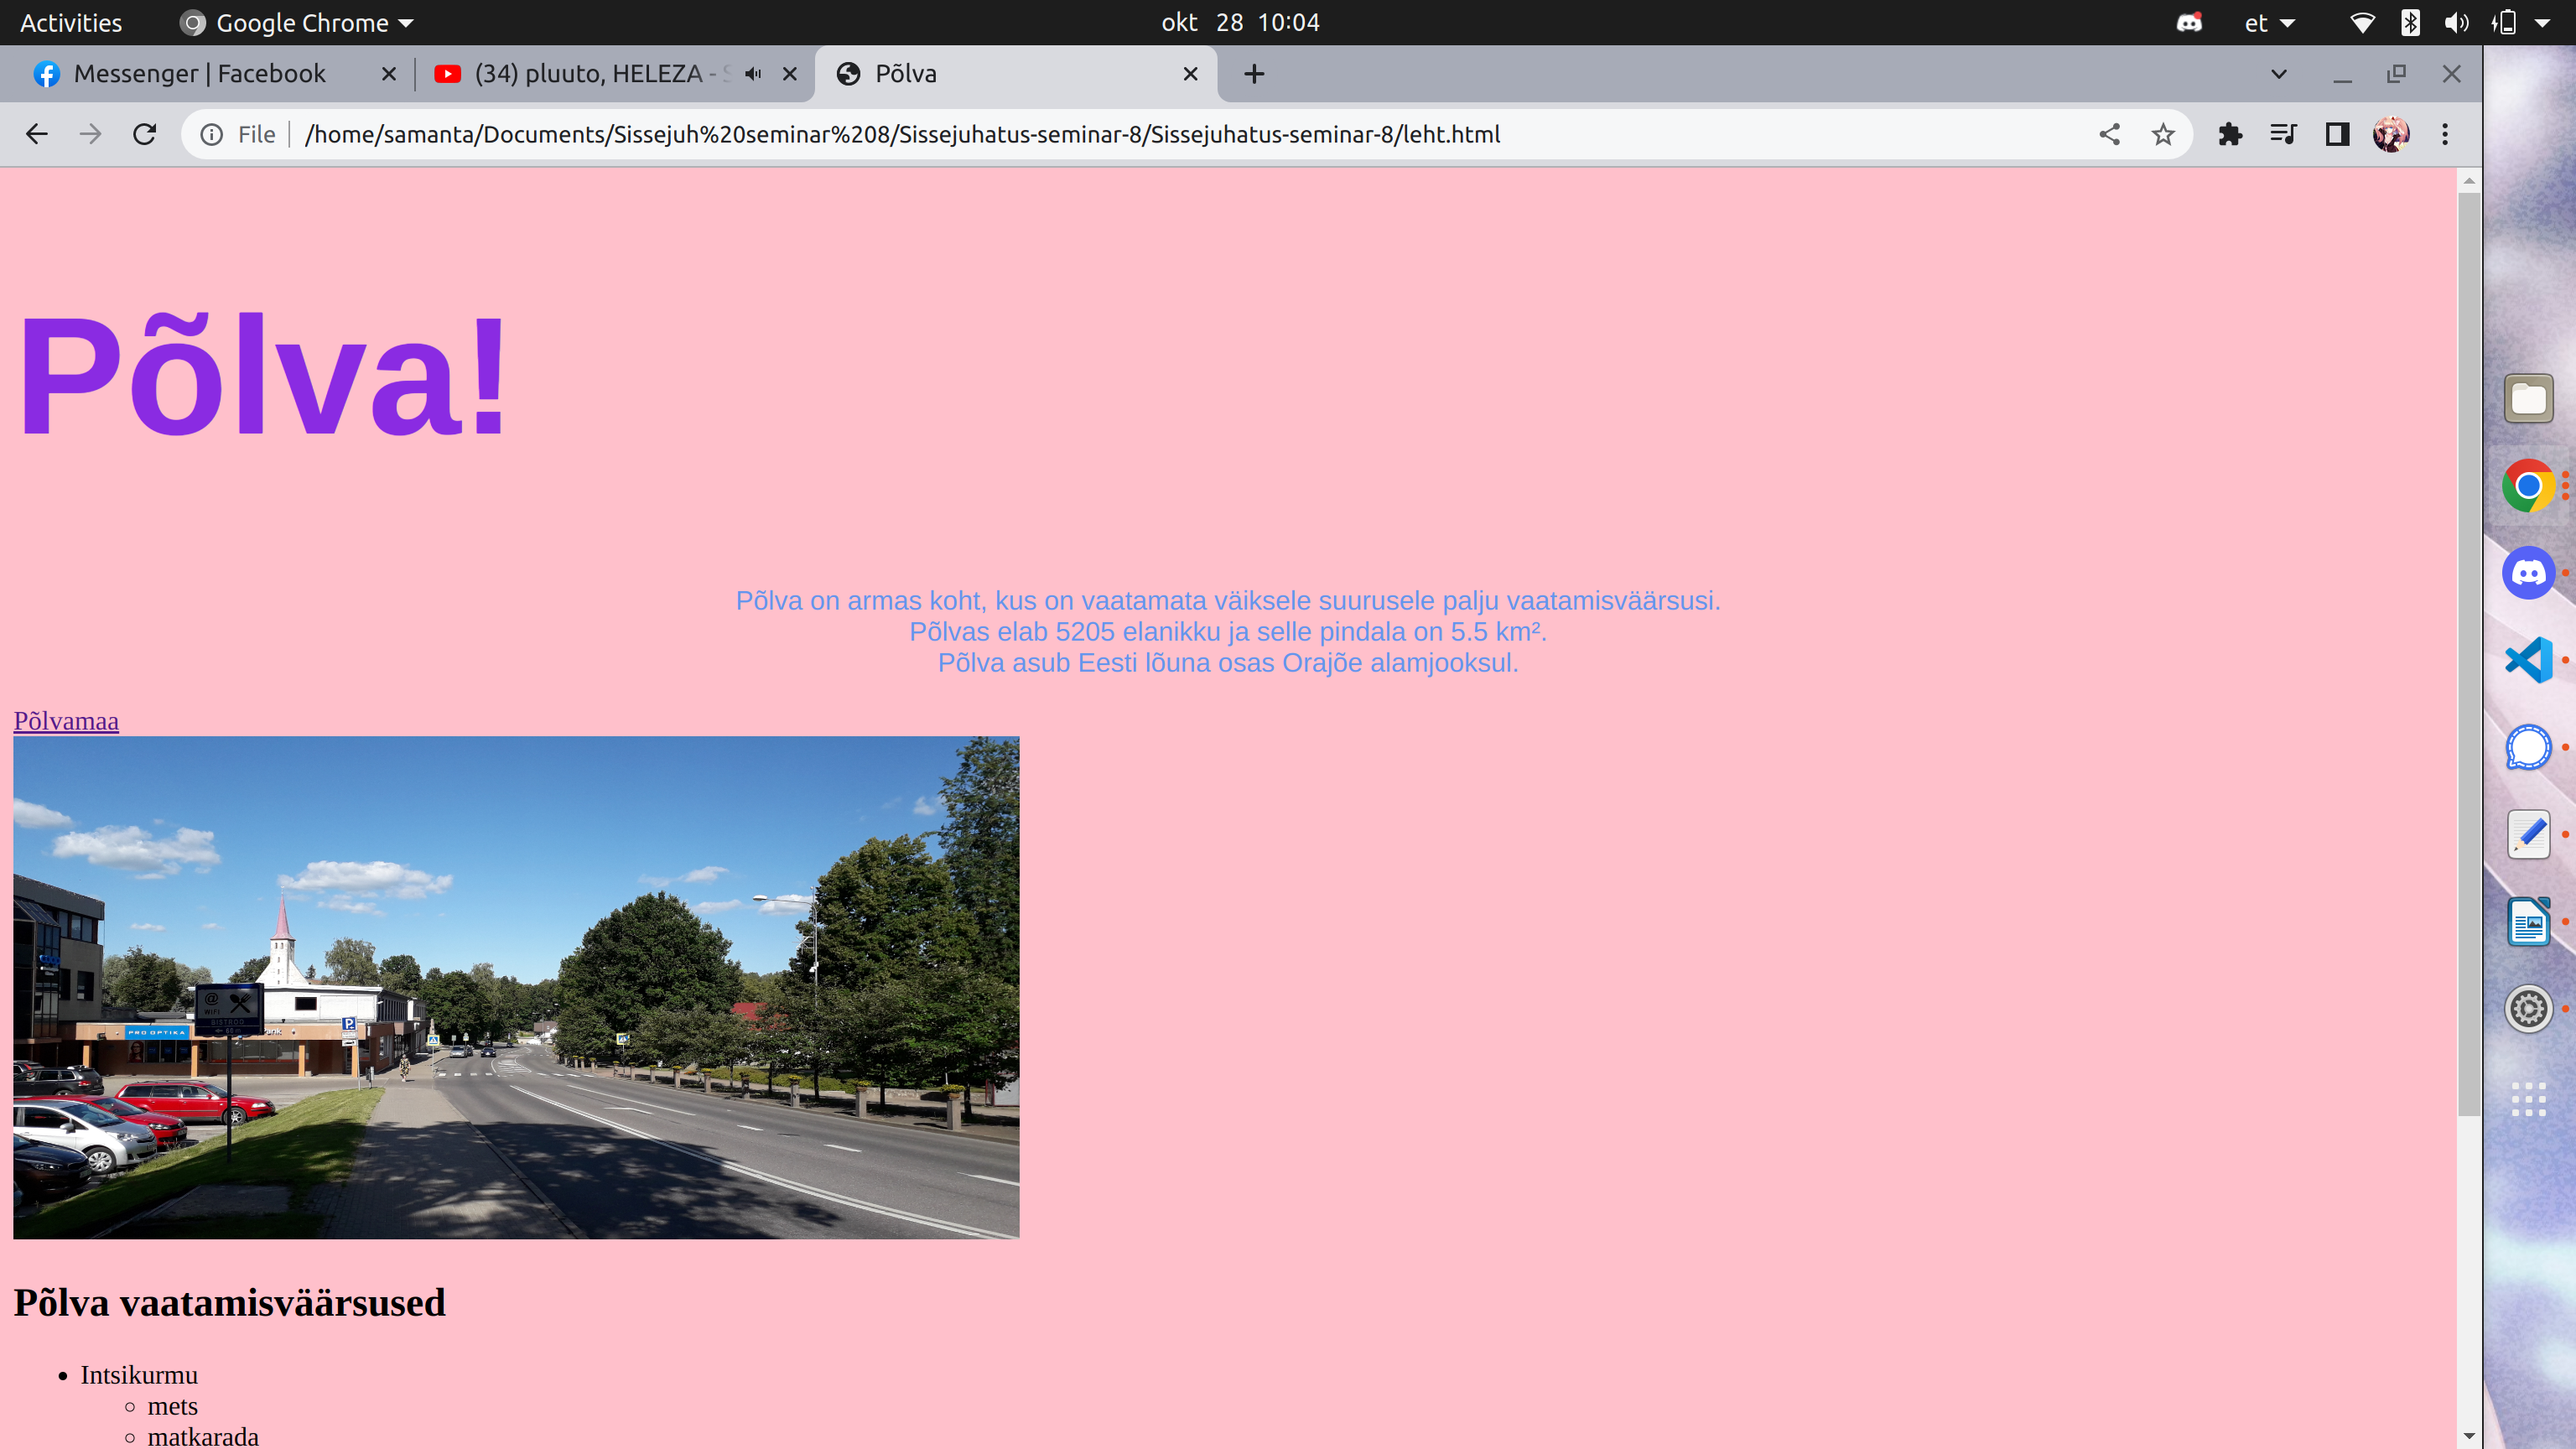 Activities Google Chrome okt 28 10:04 et
Messenger | Facebook (34) pluuto, HELEZA - Põlva
File /home/samanta/Documents/Sissejuh%20seminar%208/Sissejuhatus-seminar-8/Sissejuhatus-seminar-8/leht.html
Põlva!
Põlva on armas koht, kus on vaatamata väiksele suurusele palju vaatamisväärsusi.
Põlvas elab 5205 elanikku ja selle pindala on 5.5 km².
Põlva asub Eesti lõuna osas Orajõe alamjooksul.
Põlvamaa
@
WIFI
BISTROO
PRO OPTIKA
P
Põlva vaatamisväärsused
• Intsikurmu
◦ mets
◦ matkarada